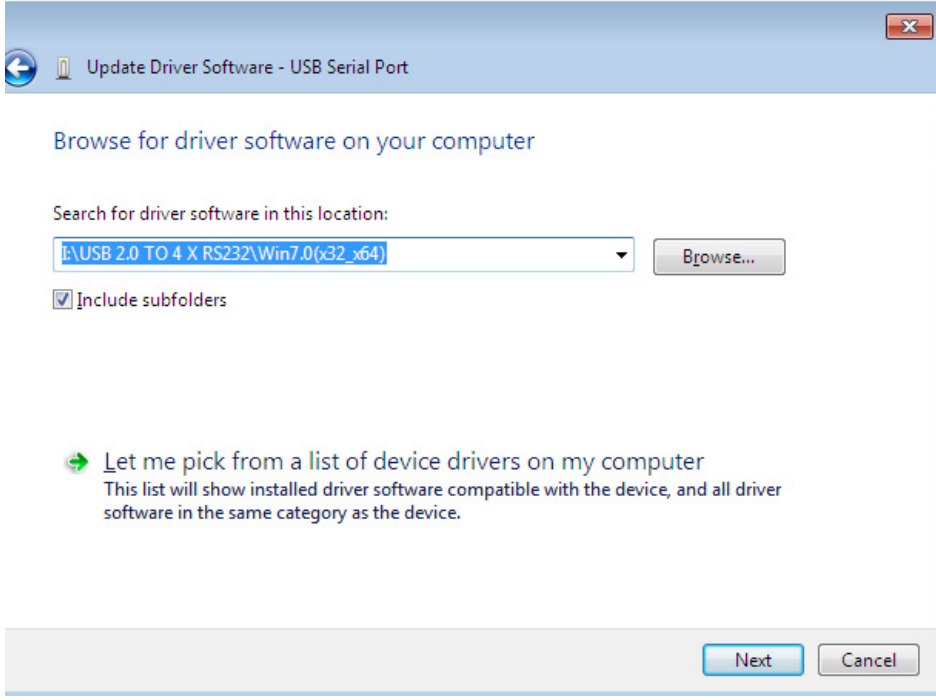 Update Driver Software - USB Serial Port
Browse for driver software on your computer
Search for driver software in this location:
I:\USB 2.0 TO 4 X RS232\Win7.0(x32_x64)
Browse...
Include subfolders
Let me pick from a list of device drivers on my computer
This list will show installed driver software compatible with the device, and all driver
software in the same category as the device.
Next
Cancel